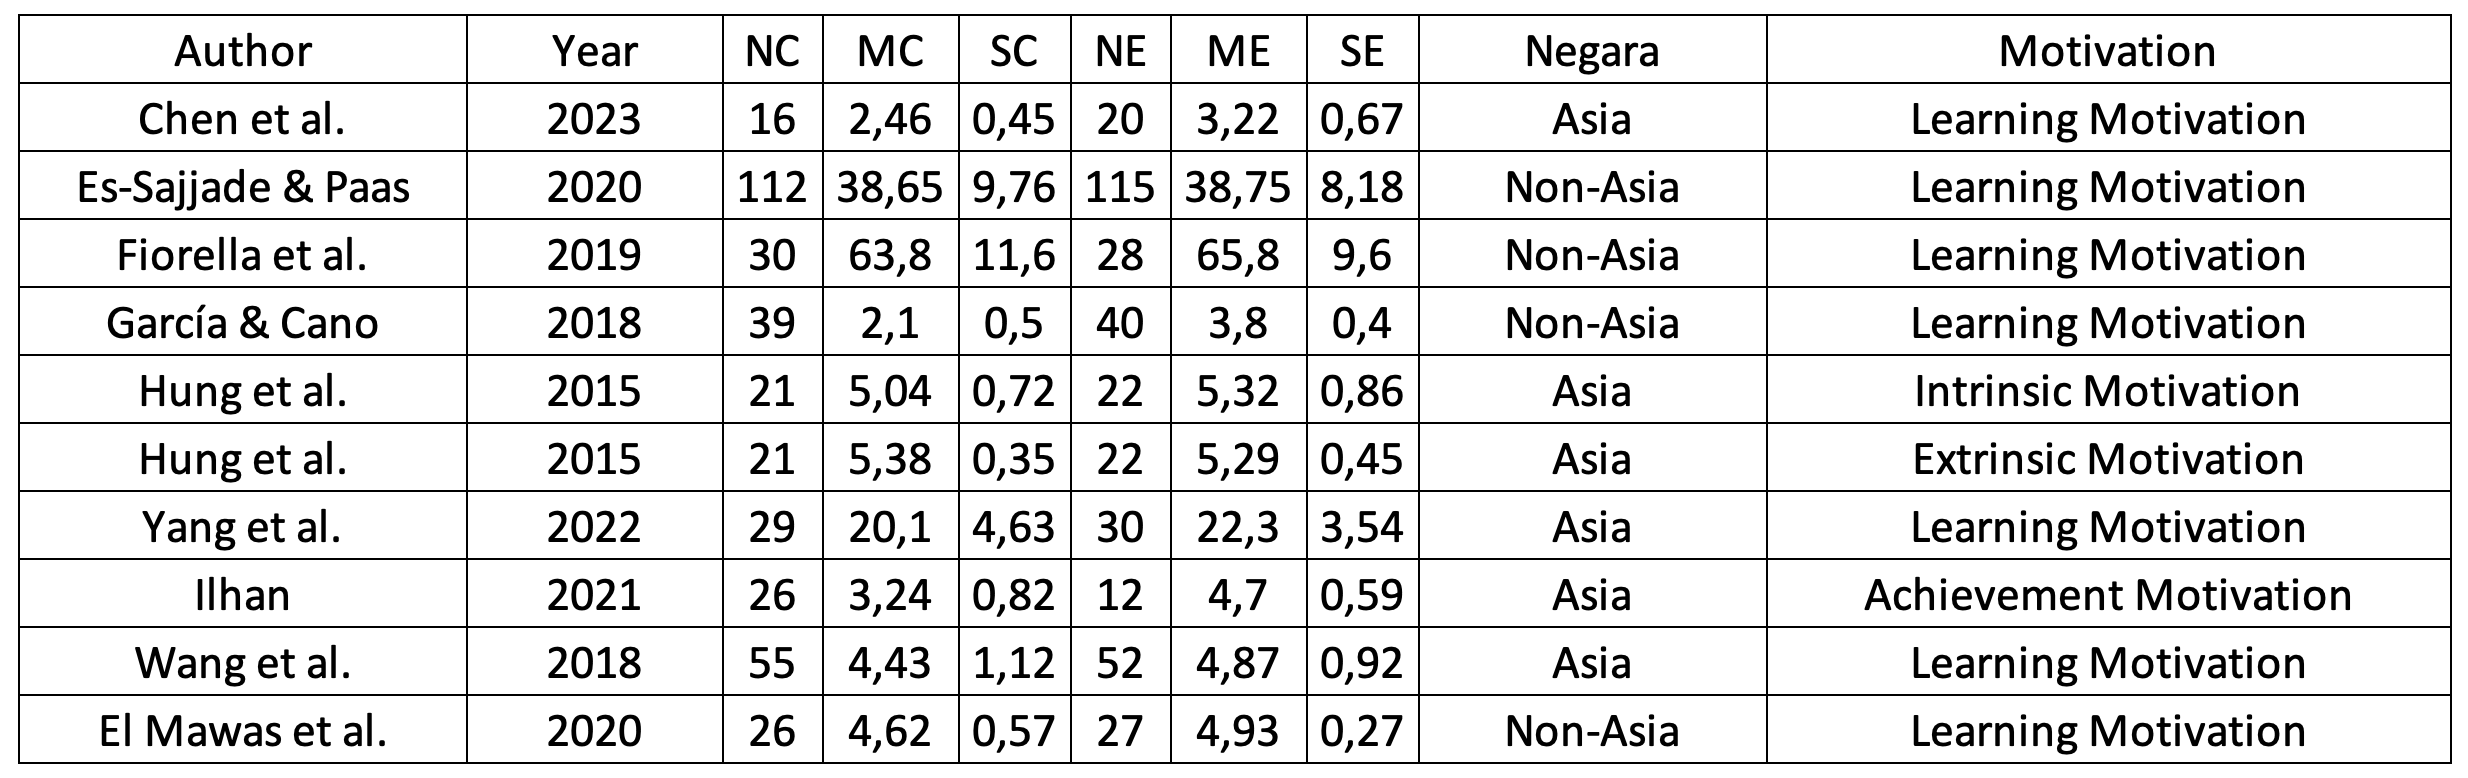 Author Year NC MC SC NE ME SE Negara Motivation
Chen et al. 2023 16 2,46 0,45 20 3,22 0,67 Asia Learning Motivation
Es-Sajjade & Paas 2020 112 38,65 9,76 115 38,75 8,18 Non-Asia Learning Motivation
Fiorella et al. 2019 30 63,8 11,6 28 65,8 9,6 Non-Asia Learning Motivation
García & Cano 2018 39 2,1 0,5 40 3,8 0,4 Non-Asia Learning Motivation
Hung et al. 2015 21 5,04 0,72 22 5,32 0,86 Asia Intrinsic Motivation
Hung et al. 2015 21 5,38 0,35 22 5,29 0,45 Asia Extrinsic Motivation
Yang et al. 2022 29 20,1 4,63 30 22,3 3,54 Asia Learning Motivation
Ilhan 2021 26 3,24 0,82 12 4,7 0,59 Asia Achievement Motivation
Wang et al. 2018 55 4,43 1,12 52 4,87 0,92 Asia Learning Motivation
El Mawas et al. 2020 26 4,62 0,57 27 4,93 0,27 Non-Asia Learning Motivation